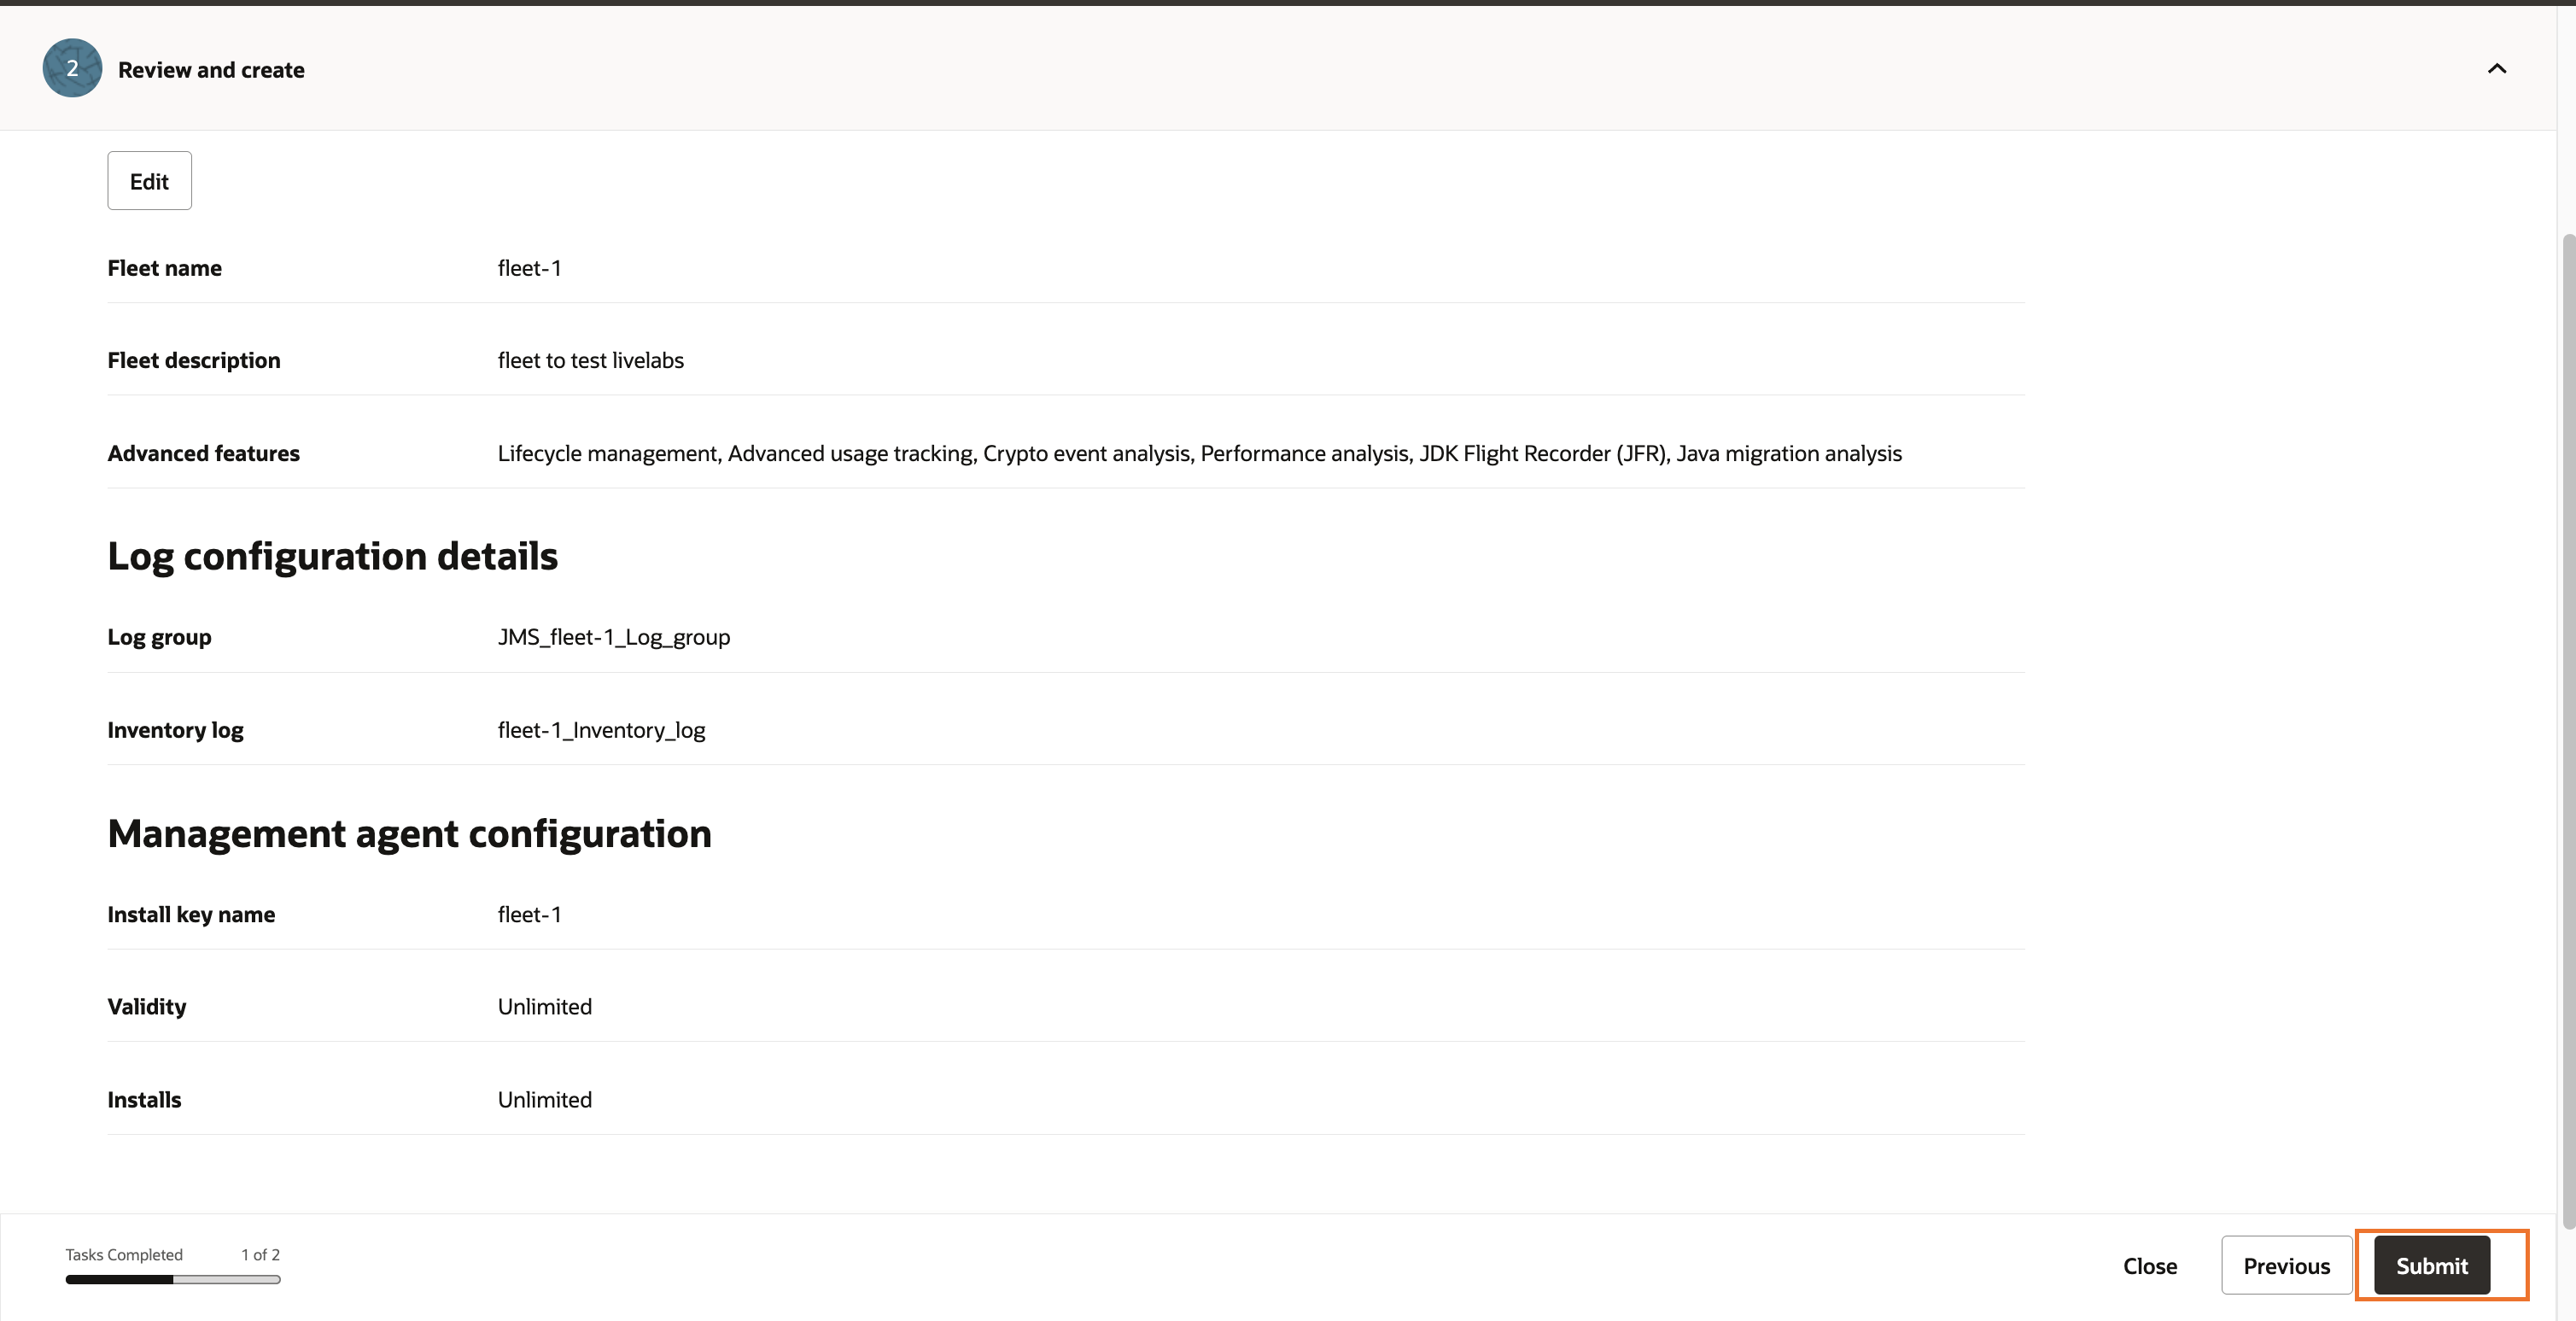 2 Review and create
Edit
Fleet name fleet-1
Fleet description fleet to test livelabs
Advanced features Lifecycle management, Advanced usage tracking, Crypto event analysis, Performance analysis, JDK Flight Recorder (JFR), Java migration analysis
Log configuration details
Log group JMS_fleet-1_Log_group
Inventory log fleet-1_Inventory_log
Management agent configuration
Install key name fleet-1
Validity Unlimited
Installs Unlimited
Tasks Completed 1 of 2
Close Previous Submit